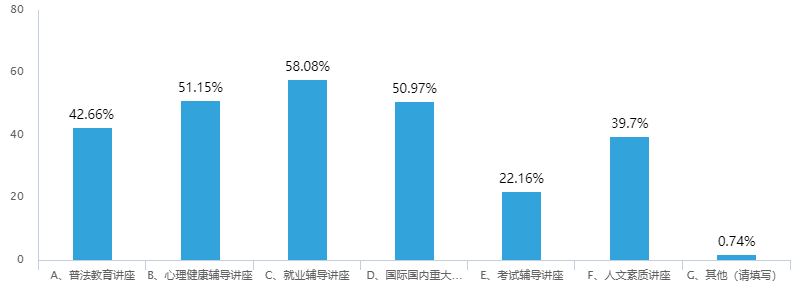 80
60
40
20
0
42.66%
51.15%
58.08%
50.97%
22.16%
39.7%
0.74%
A、普法教育讲座
B、心理健康辅导讲座
C、就业辅导讲座
D、国际国内重大...
E、考试辅导讲座
F、人文素质讲座
G、其他（请填写）